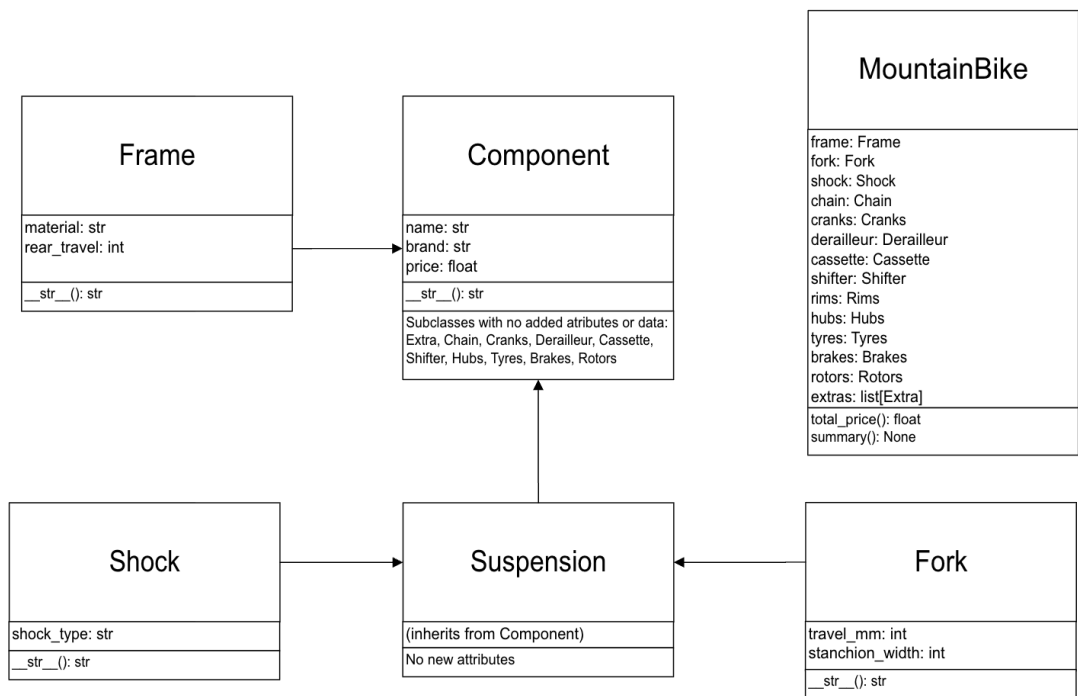 Frame
material: str
rear_travel: int
__str__(): str
Component
name: str
brand: str
price: float
__str__(): str
Subclasses with no added atributes or data:
Extra, Chain, Cranks, Derailleur, Cassette,
Shifter, Hubs, Tyres, Brakes, Rotors
MountainBike
frame: Frame
fork: Fork
shock: Shock
chain: Chain
cranks: Cranks
derailleur: Derailleur
cassette: Cassette
shifter: Shifter
rims: Rims
hubs: Hubs
tyres: Tyres
brakes: Brakes
rotors: Rotors
extras: list[Extra]
total_price(): float
summary(): None
Shock
shock_type: str
__str__(): str
Suspension
(inherits from Component)
No new attributes
Fork
travel_mm: int
stanchion_width: int
__str__(): str